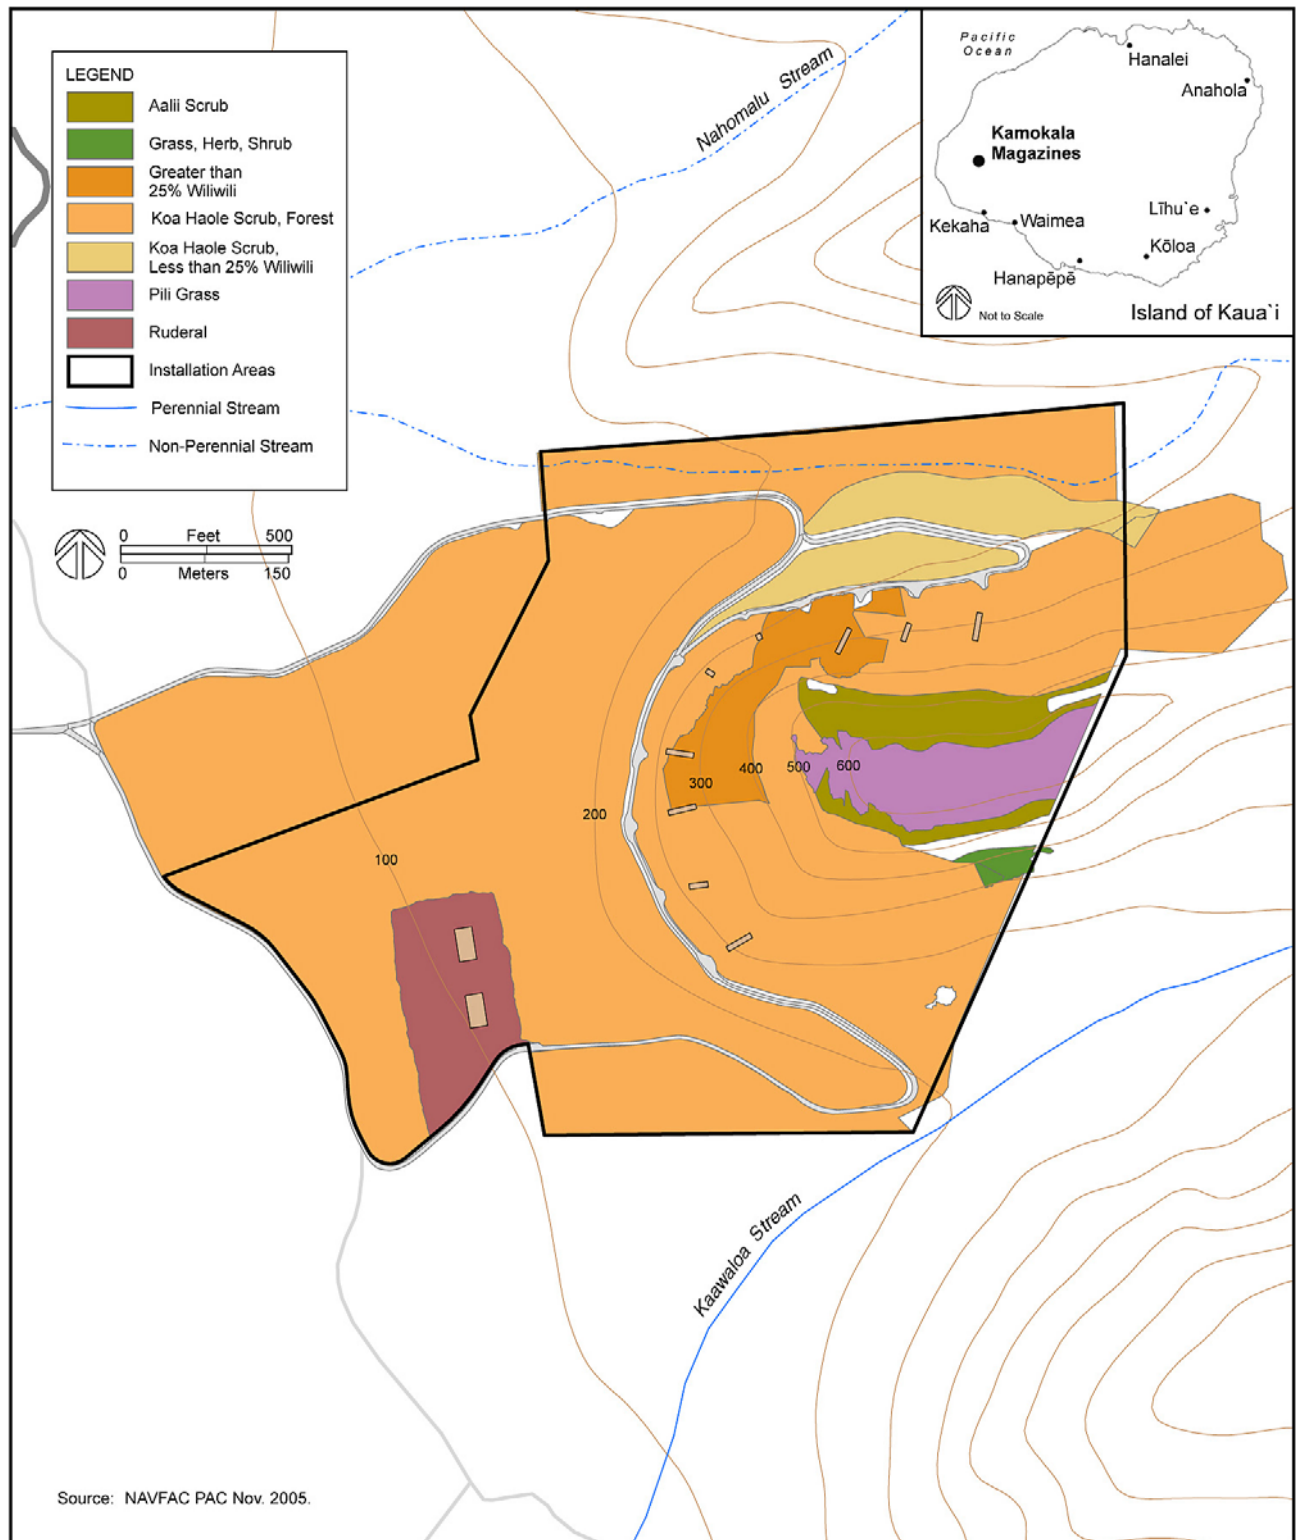 LEGEND
Aalii Scrub
Grass, Herb, Shrub
Greater than
25% Wiliwili
Koa Haole Scrub, Forest
Koa Haole Scrub,
Less than 25% Wiliwili
Pili Grass
Ruderal
Installation Areas
Perennial Stream
Non-Perennial Stream
0 Feet 500
0 Meters 150
Nahomalu Stream
Pacific
Ocean
Hanalei
Anahola
Kamokala
Magazines
Līhu`e
Kekaha
Waimea
Kōloa
Hanapēpē
Not to Scale
Island of Kaua`i
100
200
300
400
500
600
Kaawaloa Stream
Source: NAVFAC PAC Nov. 2005.